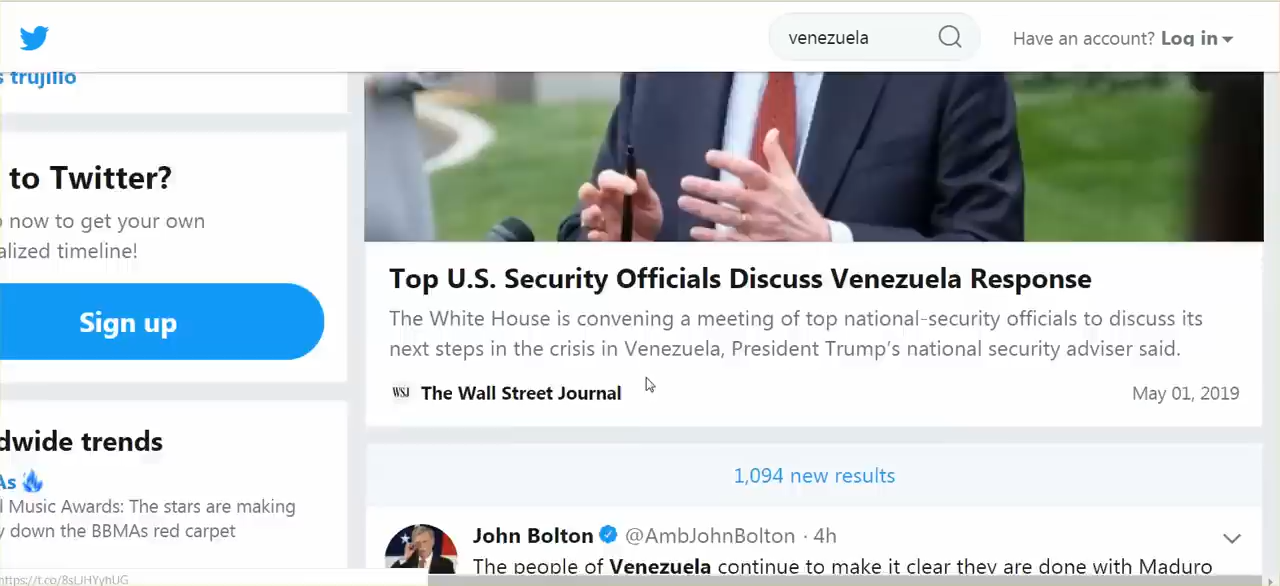 venezuela
Have an account? Log in
s trujillo
to Twitter?
now to get your own
alized timeline!
Sign up
dwide trends
As
l Music Awards: The stars are making
y down the BBMAs red carpet
Top U.S. Security Officials Discuss Venezuela Response
The White House is convening a meeting of top national-security officials to discuss its
next steps in the crisis in Venezuela, President Trump’s national security adviser said.
WSJ The Wall Street Journal
May 01, 2019
1,094 new results
John Bolton @AmbJohnBolton · 4h
The people of Venezuela continue to make it clear they are done with Maduro